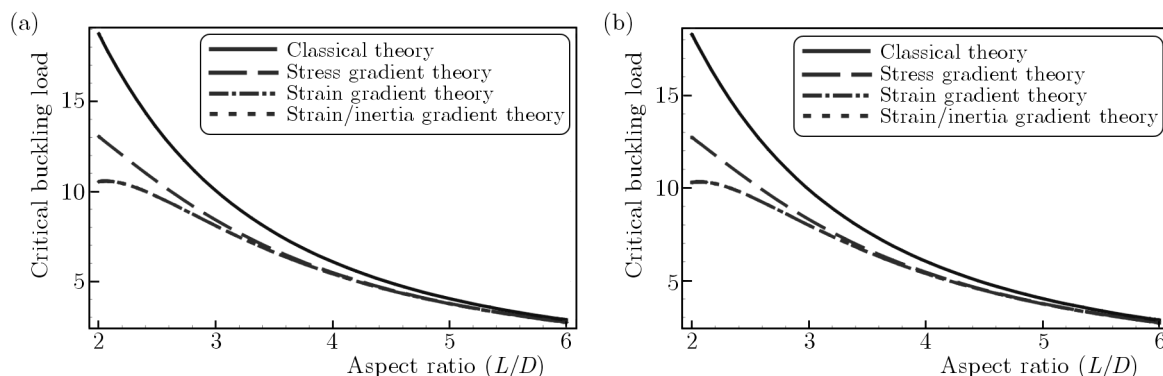 (a)
Critical buckling load
15
10
5
Classical theory
Stress gradient theory
Strain gradient theory
Strain/inertia gradient theory
2 3 4 5 6
Aspect ratio (L/D)
(b)
Critical buckling load
15
10
5
Classical theory
Stress gradient theory
Strain gradient theory
Strain/inertia gradient theory
2 3 4 5 6
Aspect ratio (L/D)